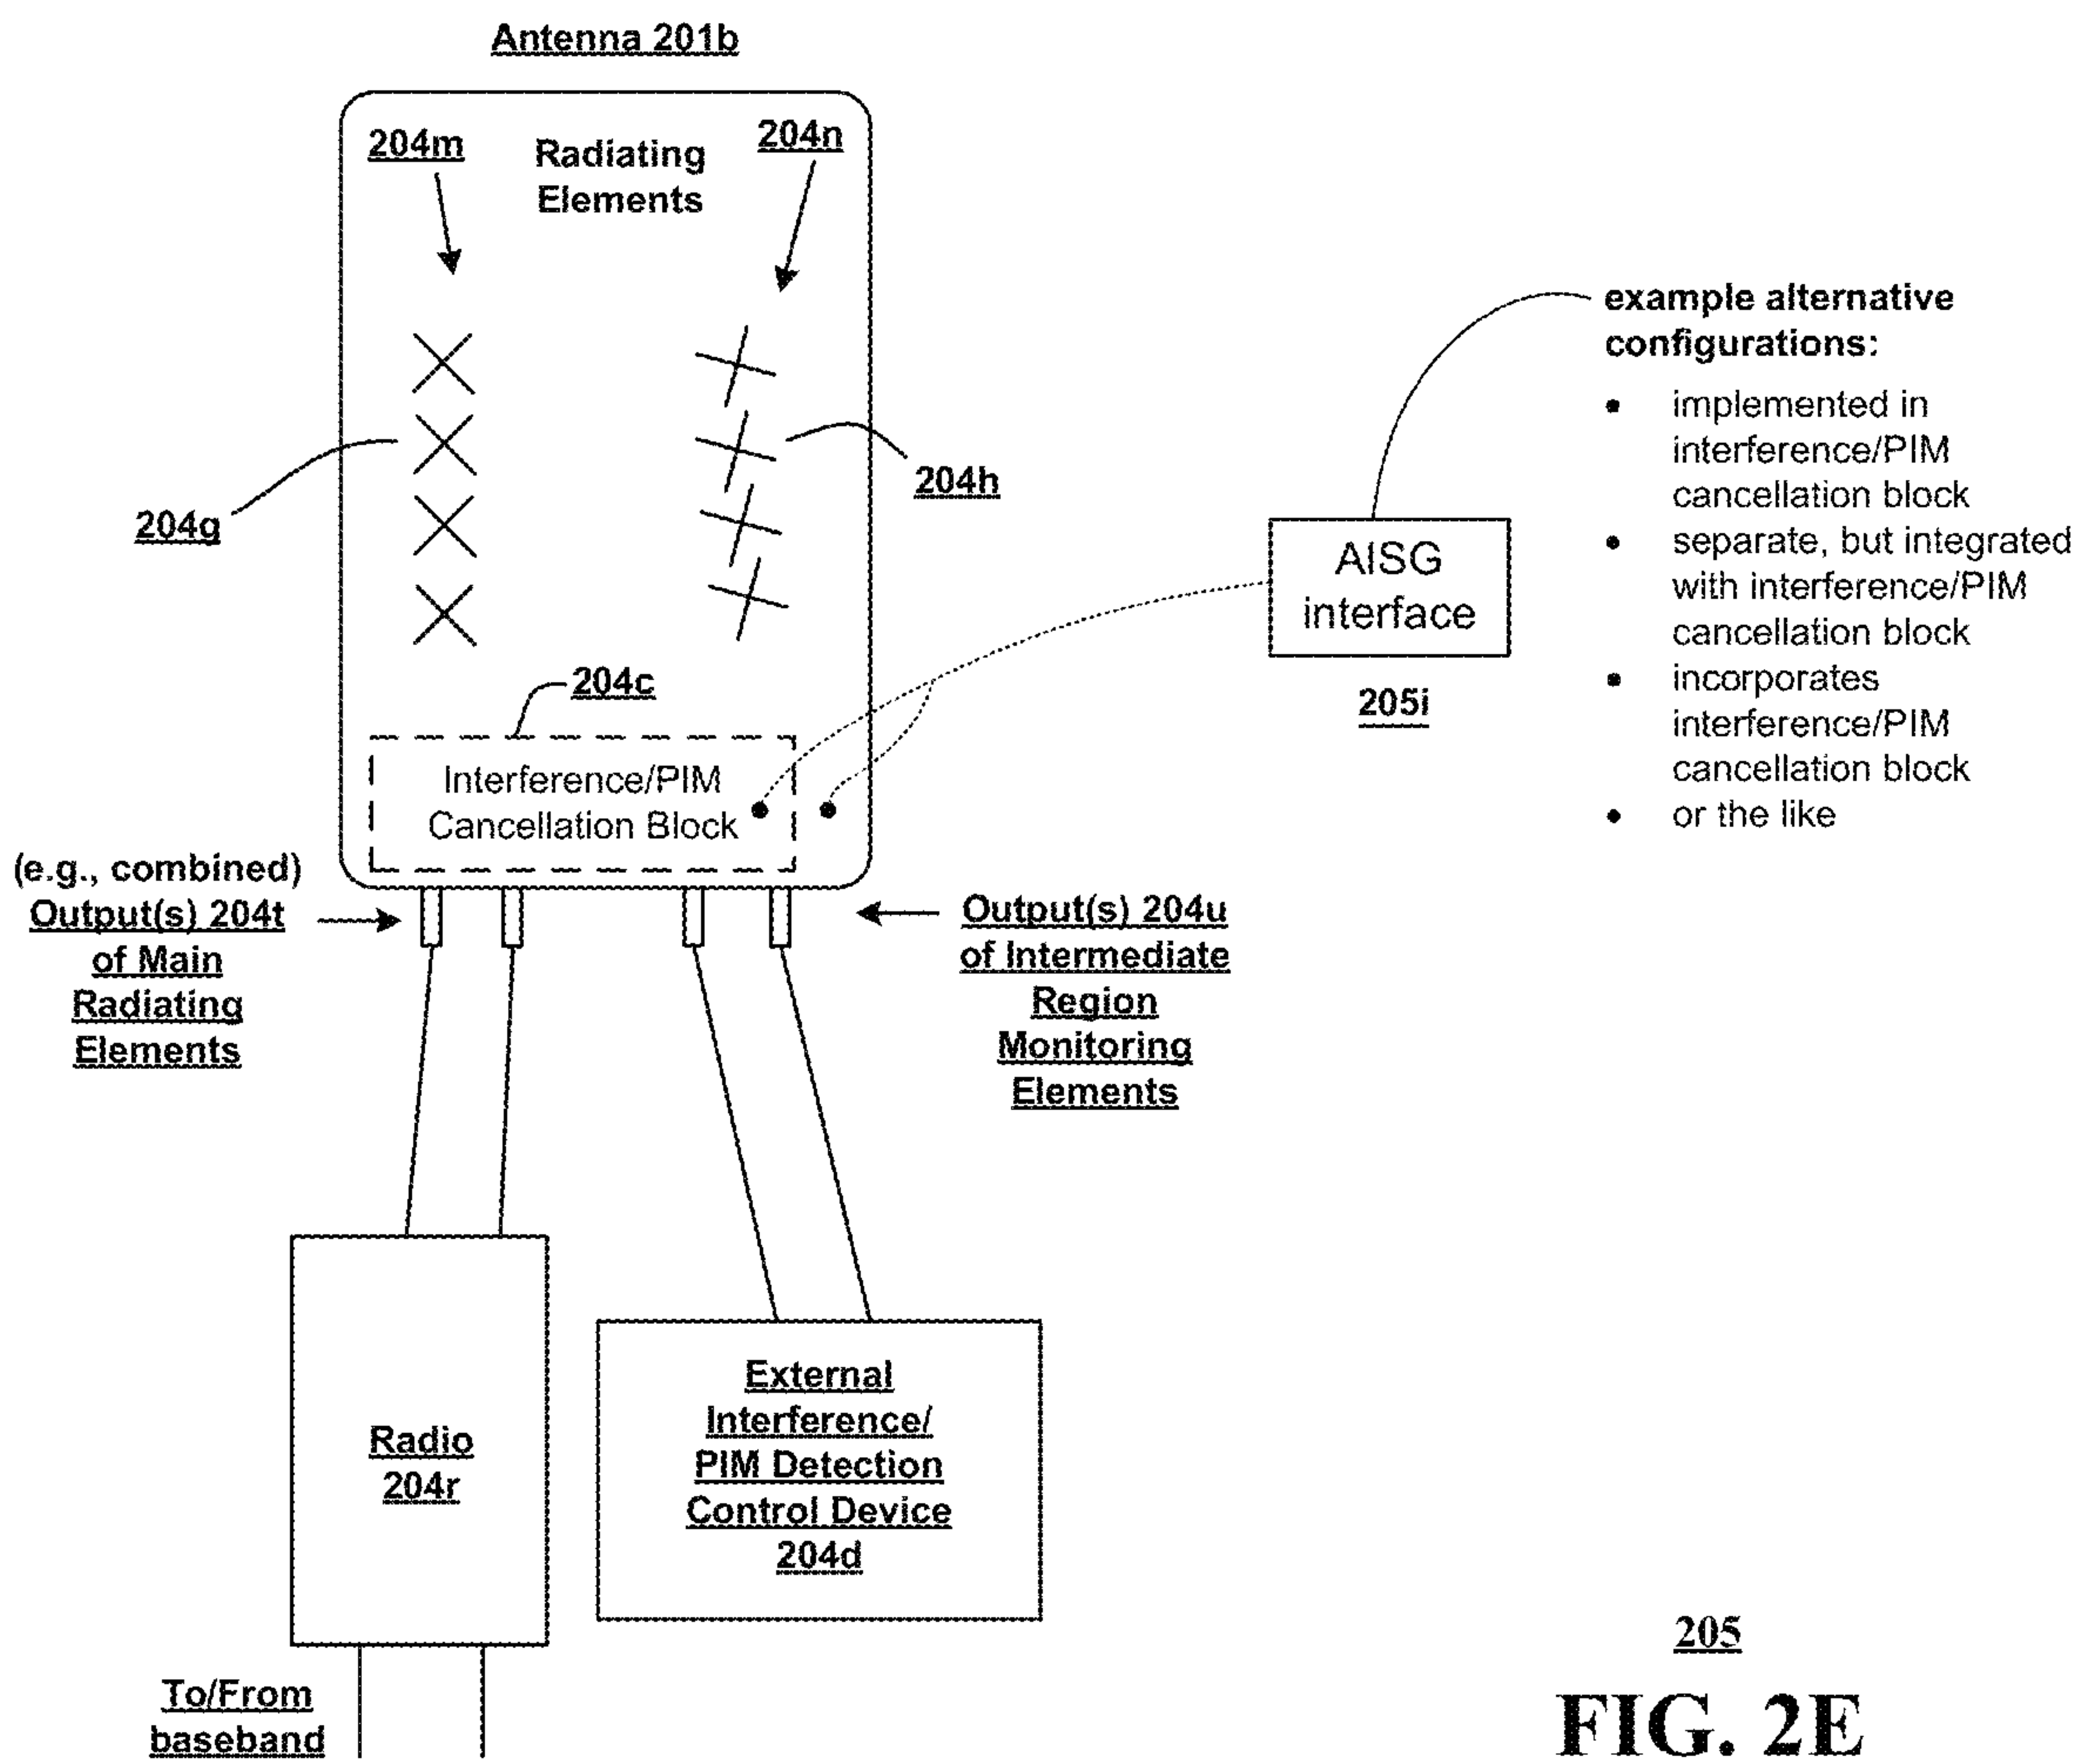 Antenna 201b
204m
Radiating
Elements
204n
204g
204h
204c
Interference/PIM
Cancellation Block
AISG
interface
205i
example alternative
configurations:
• implemented in
interference/PIM
cancellation block
• separate, but integrated
with interference/PIM
cancellation block
• incorporates
interference/PIM
cancellation block
• or the like
(e.g., combined)
Output(s) 204t
of Main
Radiating
Elements
Output(s) 204u
of Intermediate
Region
Monitoring
Elements
Radio
204r
External
Interference/
PIM Detection
Control Device
204d
To/From
baseband
205
FIG. 2E